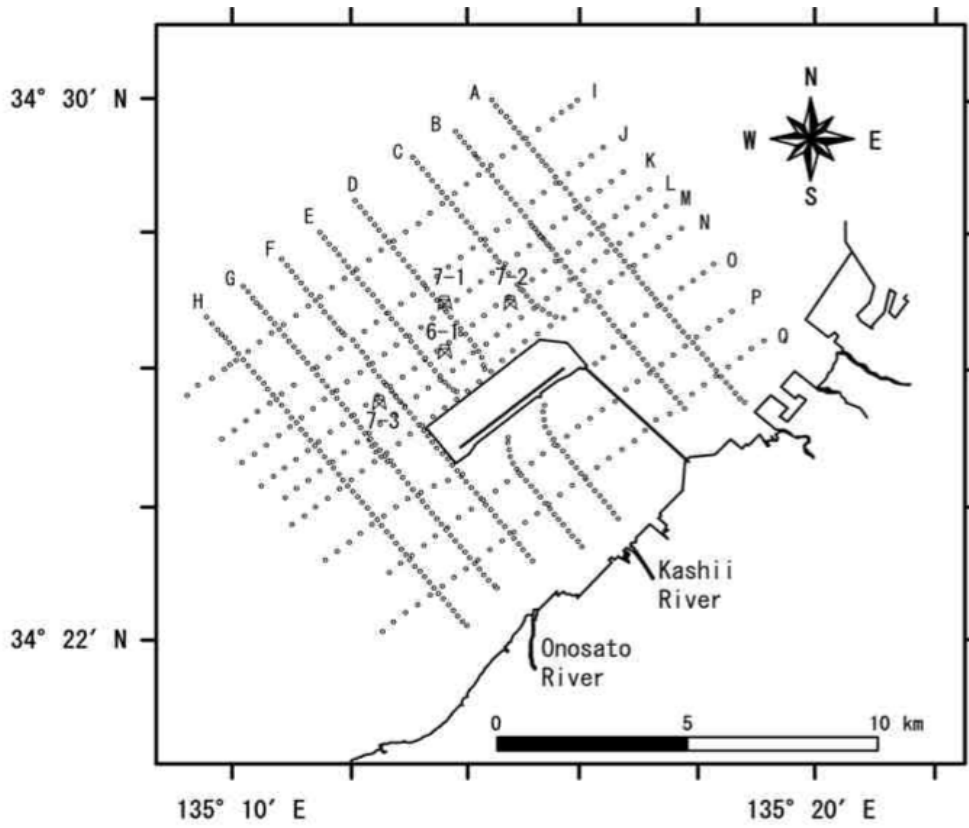 34° 30′ N
34° 22′ N
135° 10′ E
135° 20′ E
N
W
E
S
A
B
C
D
E
F
G
H
I
J
K
L
M
N
O
P
Q
7-1
7-2
6-1
7-3
Kashii
River
Onosato
River
0
5
10 km